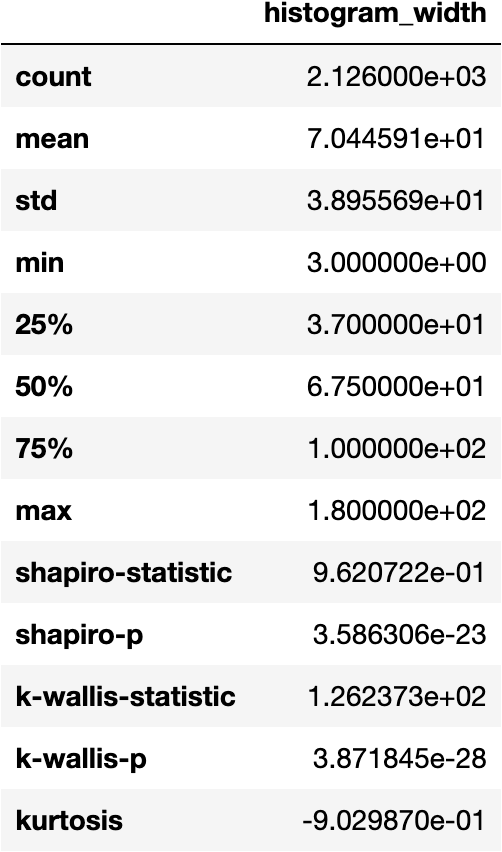 histogram_width
count 2.126000e+03
mean 7.044591e+01
std 3.895569e+01
min 3.000000e+00
25% 3.700000e+01
50% 6.750000e+01
75% 1.000000e+02
max 1.800000e+02
shapiro-statistic 9.620722e-01
shapiro-p 3.586306e-23
k-wallis-statistic 1.262373e+02
k-wallis-p 3.871845e-28
kurtosis -9.029870e-01